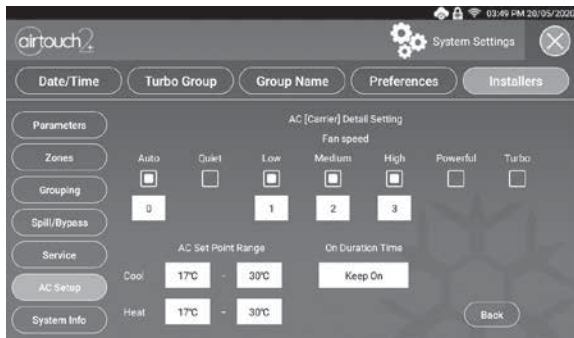 03:49 PM 20/05/2020
airtouch 2+
System Settings
Date/Time Turbo Group Group Name Preferences Installers
Parameters
Zones
Grouping
Spill/Bypass
Service
AC Setup
System Info
AC [Carrier] Detail Setting
Fan speed
Auto Quiet Low Medium High Powerful Turbo
0 1 2 3
AC Set Point Range On Duration Time
Cool 17°C - 30°C Keep On
Heat 17°C - 30°C
Back